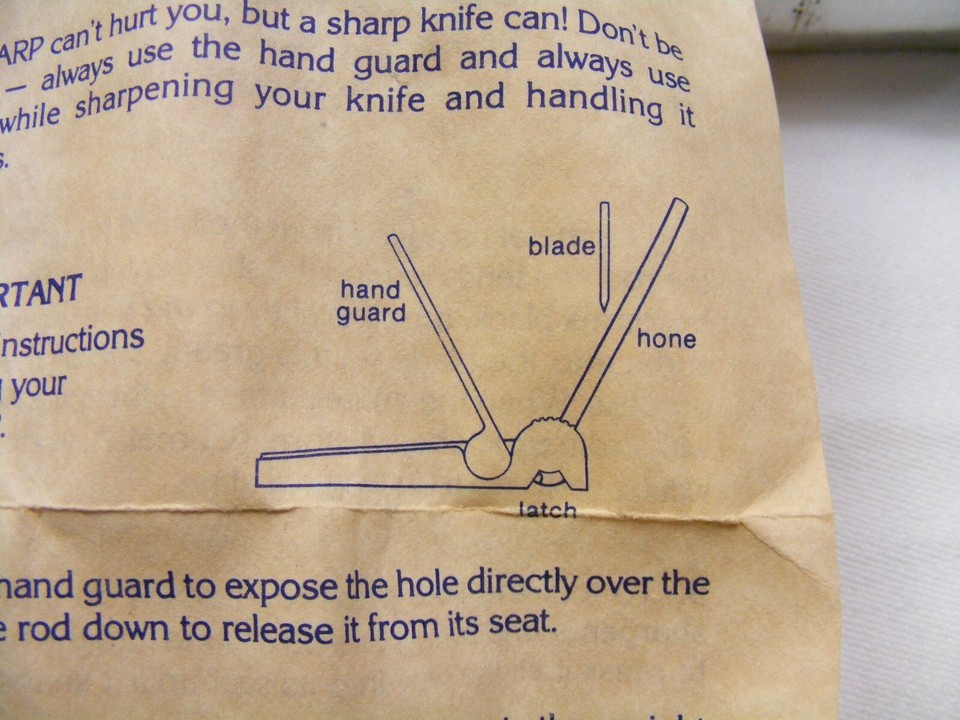 ARP can't hurt you, but a sharp knife can! Don't be
— always use the hand guard and always use
while sharpening your knife and handling it
s.
blade
hand
guard
hone
RTANT
instructions
your
latch
hand guard to expose the hole directly over the
rod down to release it from its seat.